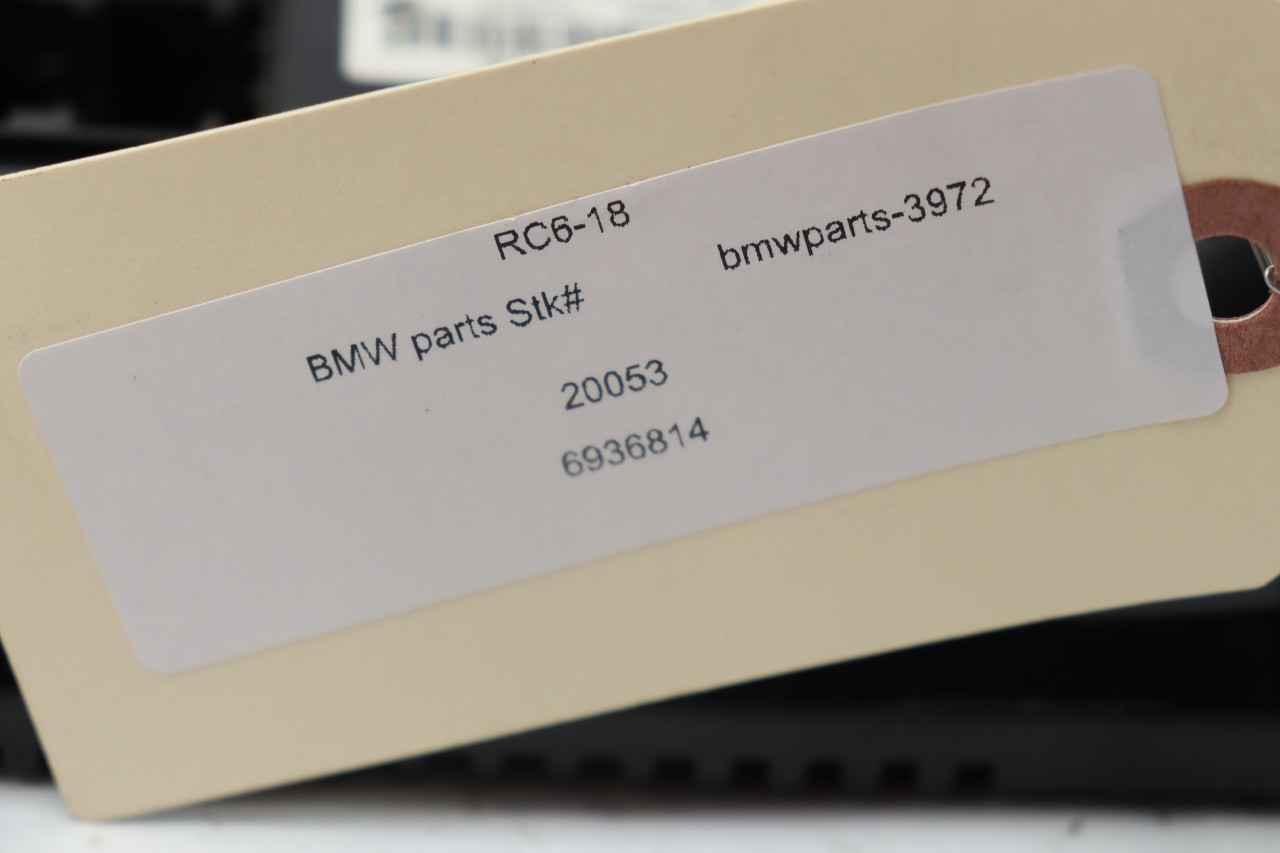 RC6-18
BMW parts Stk# bmwparts-3972
20053
6936814